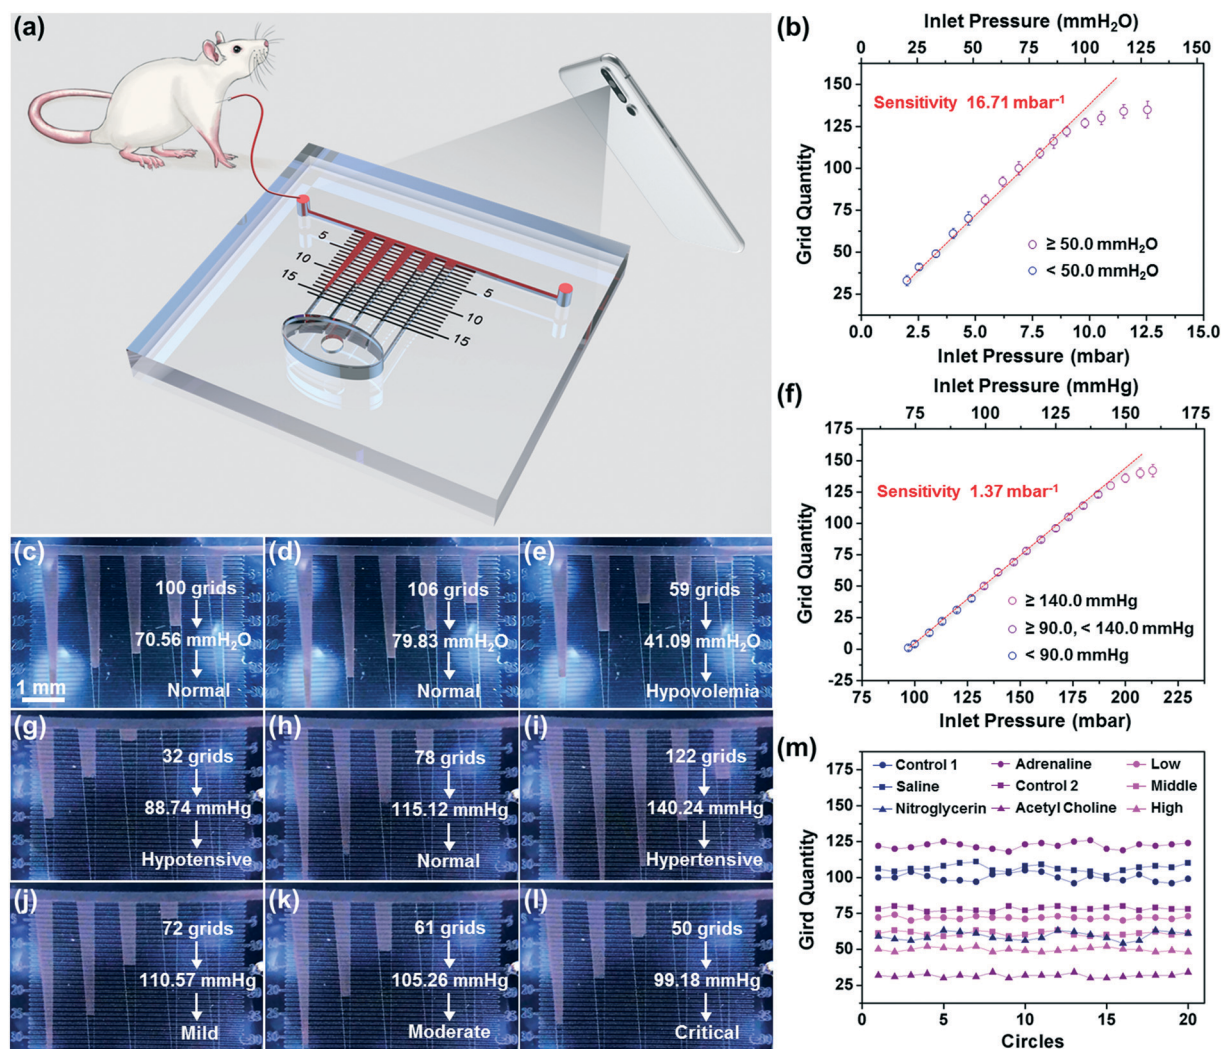 (a)
5
10
15
5
10
15
(b)
Inlet Pressure (mmH₂O)
0 25 50 75 100 125 150
Grid Quantity
150
125
100
75
50
25
Sensitivity 16.71 mbar⁻¹
≥ 50.0 mmH₂O
< 50.0 mmH₂O
0.0 2.5 5.0 7.5 10.0 12.5 15.0
Inlet Pressure (mbar)
(c)
100 grids
70.56 mmH₂O
Normal
1 mm
(d)
106 grids
79.83 mmH₂O
Normal
(e)
59 grids
41.09 mmH₂O
Hypovolemia
(f)
Inlet Pressure (mmHg)
75 100 125 150 175
Grid Quantity
175
150
125
100
75
50
25
0
-25
Sensitivity 1.37 mbar⁻¹
≥ 140.0 mmHg
≥ 90.0, < 140.0 mmHg
< 90.0 mmHg
75 100 125 150 175 200 225
Inlet Pressure (mbar)
(g)
32 grids
88.74 mmHg
Hypotensive
(h)
78 grids
115.12 mmHg
Normal
(i)
122 grids
140.24 mmHg
Hypertensive
(j)
72 grids
110.57 mmHg
Mild
(k)
61 grids
105.26 mmHg
Moderate
(l)
50 grids
99.18 mmHg
Critical
(m)
Gird Quantity
175
150
125
100
75
50
25
Control 1 Adrenaline Low
Saline Control 2 Middle
Nitroglycerin Acetyl Choline High
0 5 10 15 20
Circles